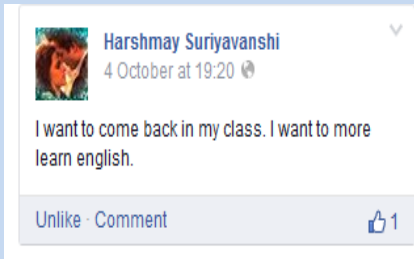 Harshmay Suriyavanshi
4 October at 19:20
I want to come back in my class. I want to more
learn english.
Unlike · Comment
1